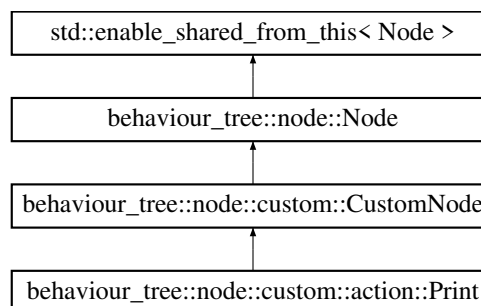 std::enable_shared_from_this< Node >
behaviour_tree::node::Node
behaviour_tree::node::custom::CustomNode
behaviour_tree::node::custom::action::Print